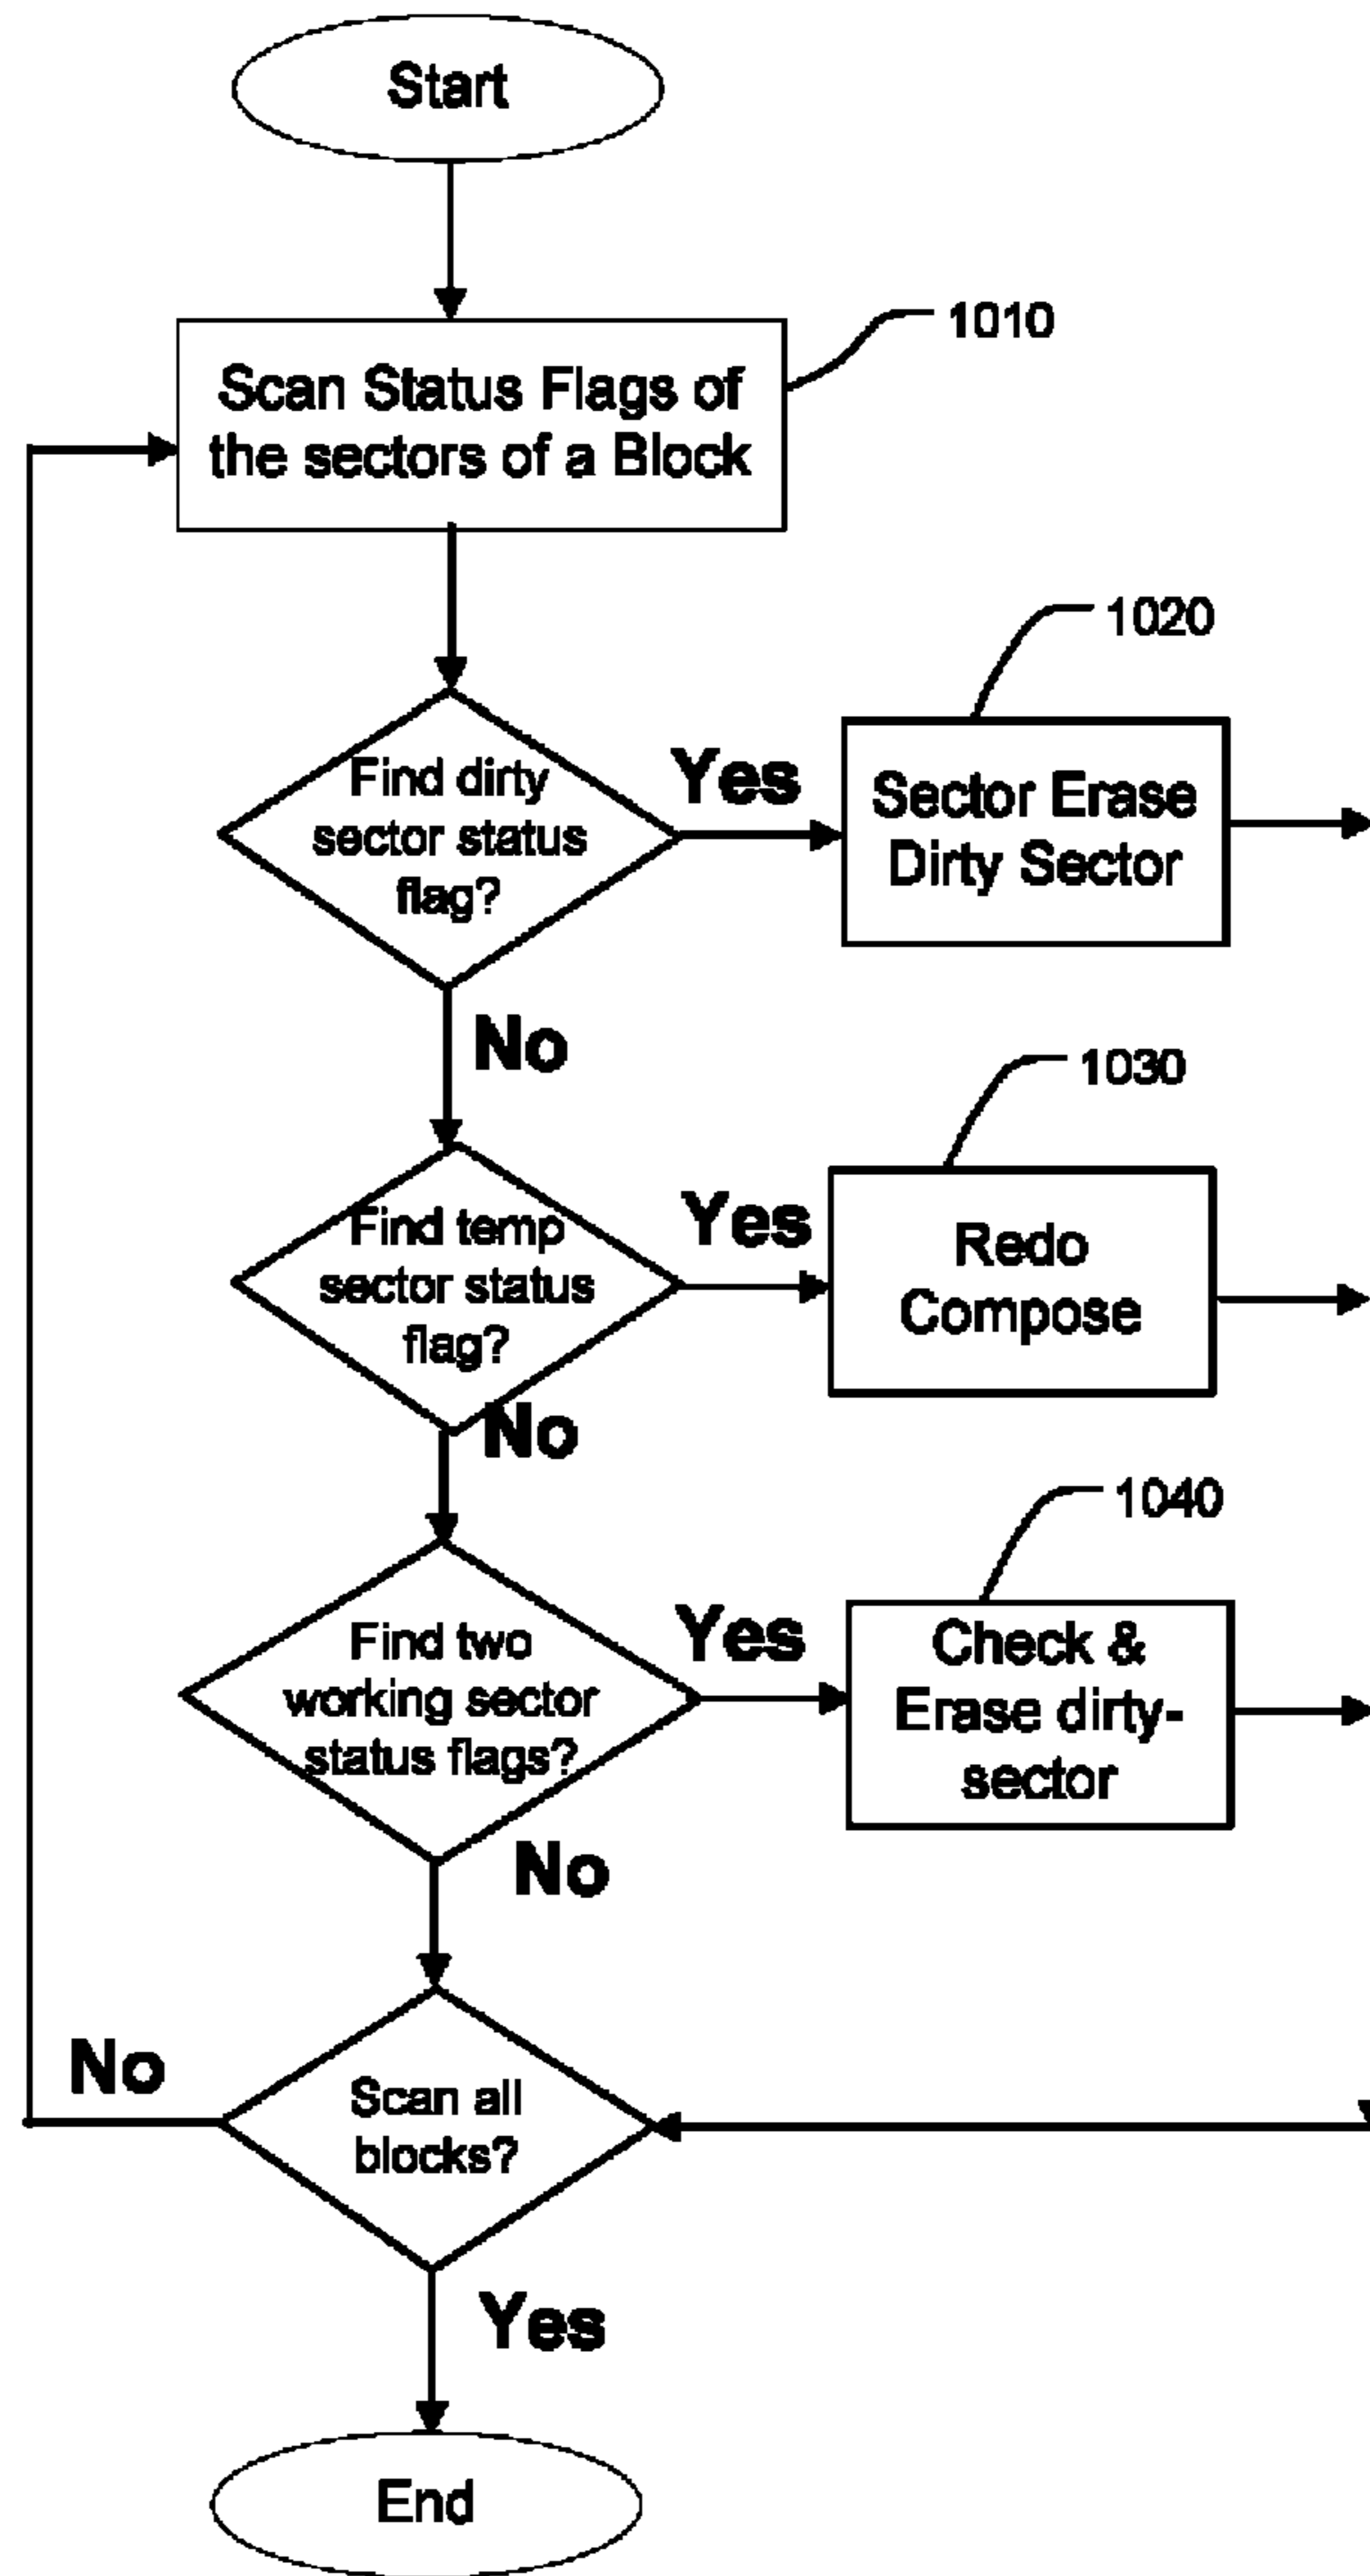 Start
1010
Scan Status Flags of
the sectors of a Block
1020
Find dirty
sector status
flag?
Yes
Sector Erase
Dirty Sector
No
1030
Find temp
sector status
flag?
Yes
Redo
Compose
No
1040
Find two
working sector
status flags?
Yes
Check &
Erase dirty-
sector
No
No
Scan all
blocks?
Yes
End